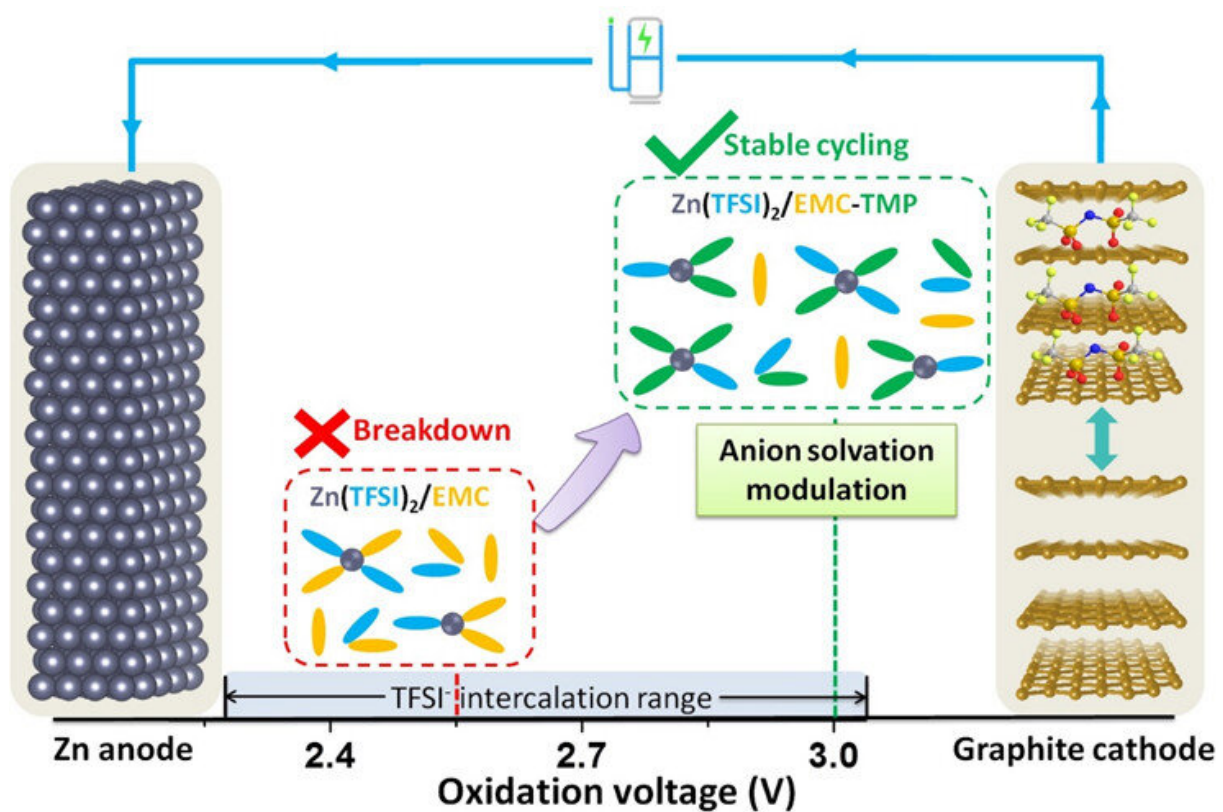 Stable cycling
Zn(TFSI)₂/EMC-TMP
Breakdown
Zn(TFSI)₂/EMC
Anion solvation
modulation
TFSI⁻ intercalation range
Zn anode
2.4
2.7
3.0
Graphite cathode
Oxidation voltage (V)